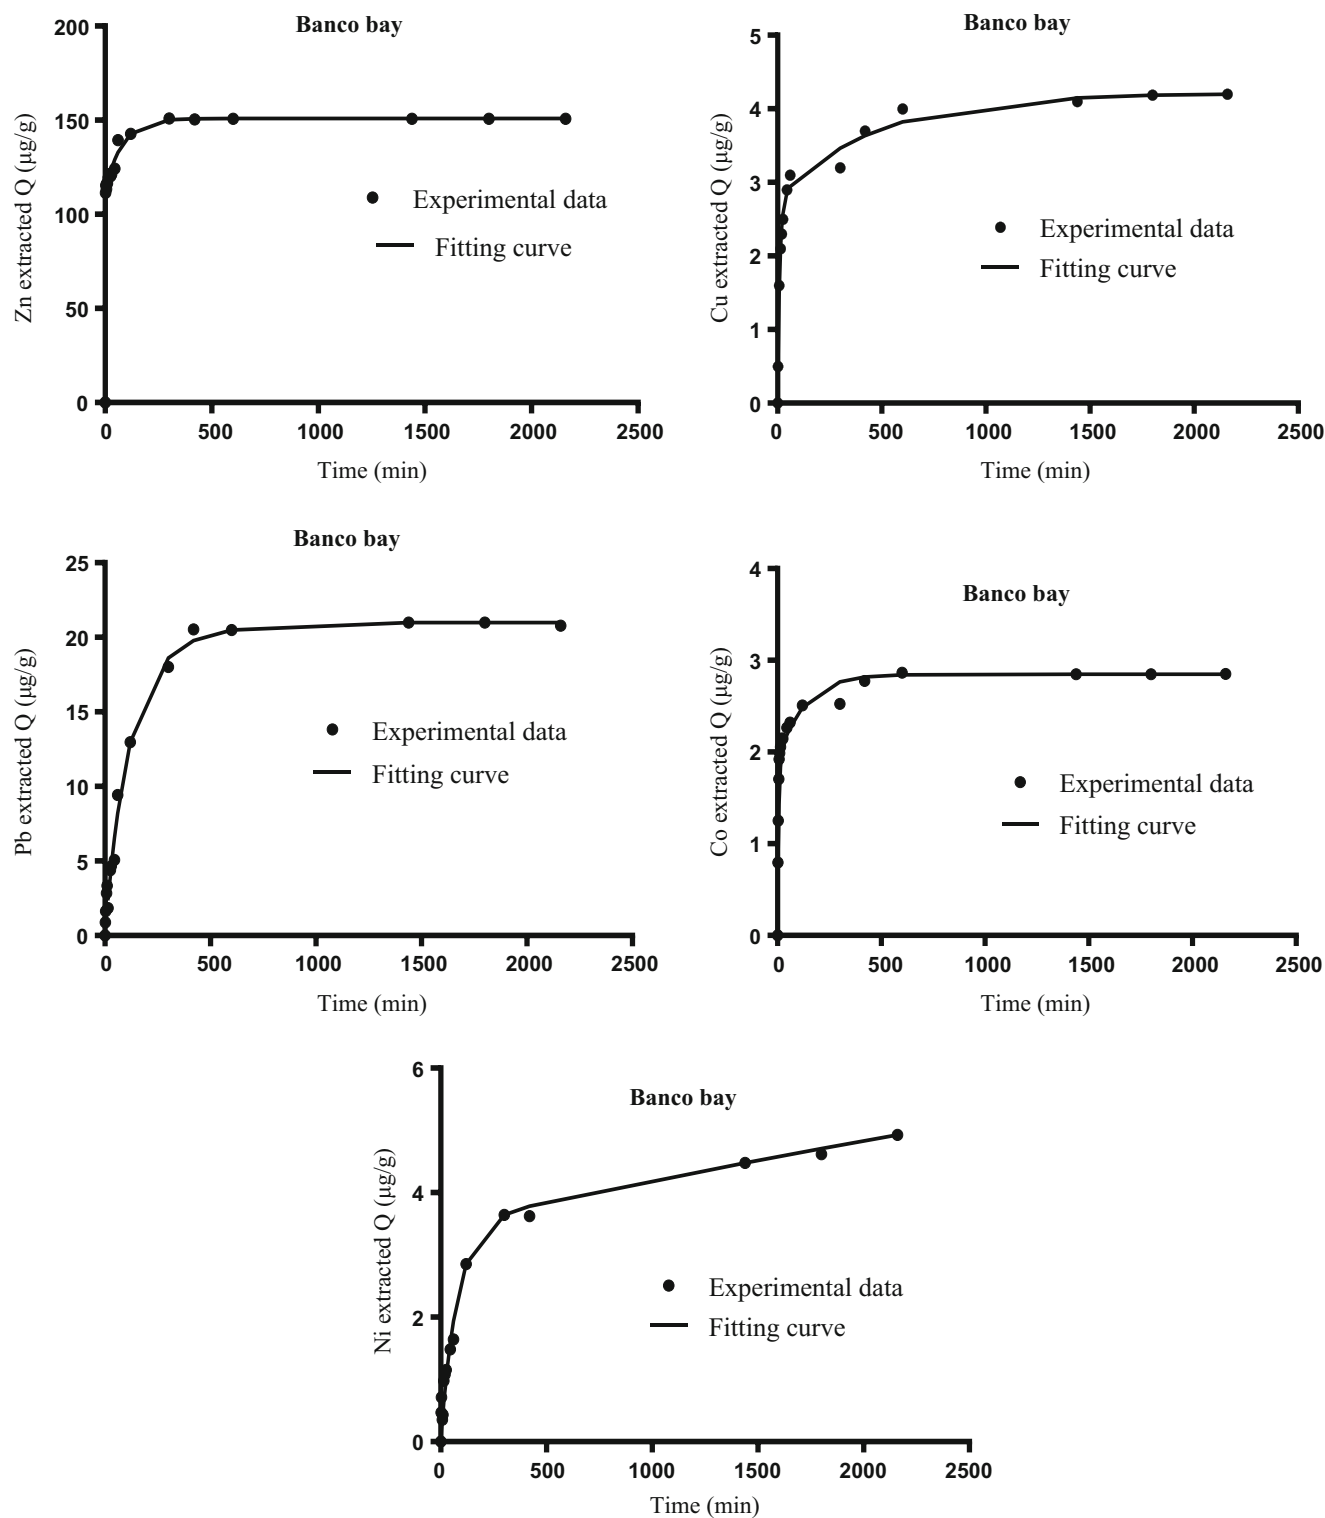 Banco bay
Zn extracted Q (µg/g)
200
150
100
50
0
Experimental data
Fitting curve
0 500 1000 1500 2000 2500
Time (min)
Banco bay
Cu extracted Q (µg/g)
5
4
3
2
1
0
Experimental data
Fitting curve
0 500 1000 1500 2000 2500
Time (min)
Banco bay
Pb extracted Q (µg/g)
25
20
15
10
5
0
Experimental data
Fitting curve
0 500 1000 1500 2000 2500
Time (min)
Banco bay
Co extracted Q (µg/g)
4
3
2
1
0
Experimental data
Fitting curve
0 500 1000 1500 2000 2500
Time (min)
Banco bay
Ni extracted Q (µg/g)
6
4
2
0
Experimental data
Fitting curve
0 500 1000 1500 2000 2500
Time (min)